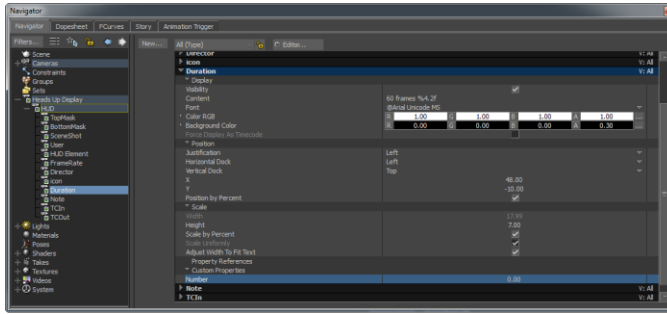 Navigator
Navigator Dopesheet FCurves Story Animation Trigger
Filters... New... All (Type) Editor...
Scene
Cameras
Constraints
Groups
Sets
Heads Up Display
HUD
TopMask
BottomMask
SceneShot
User
HUD Element
FrameRate
Director
icon
Duration
Note
TCIn
TCOut
Lights
Materials
Poses
Shaders
Takes
Textures
Videos
System
Director V: All
icon V: All
Duration V: All
Display
Visibility
Content 60 frames %4.2f
Font @Arial Unicode MS
Color RGB R 1.00 G 1.00 B 1.00 A 1.00 ...
Background Color R 0.00 G 0.00 B 0.00 A 0.30 ...
Force Display As Timecode
Position
Justification Left
Horizontal Dock Left
Vertical Dock Top
X 46.00
Y -10.00
Position by Percent
Scale
Width 17.99
Height 7.00
Scale by Percent
Scale Uniformly
Adjust Width To Fit Text
Property References
Custom Properties
Number 0.00
Note V: All
TCIn V: All